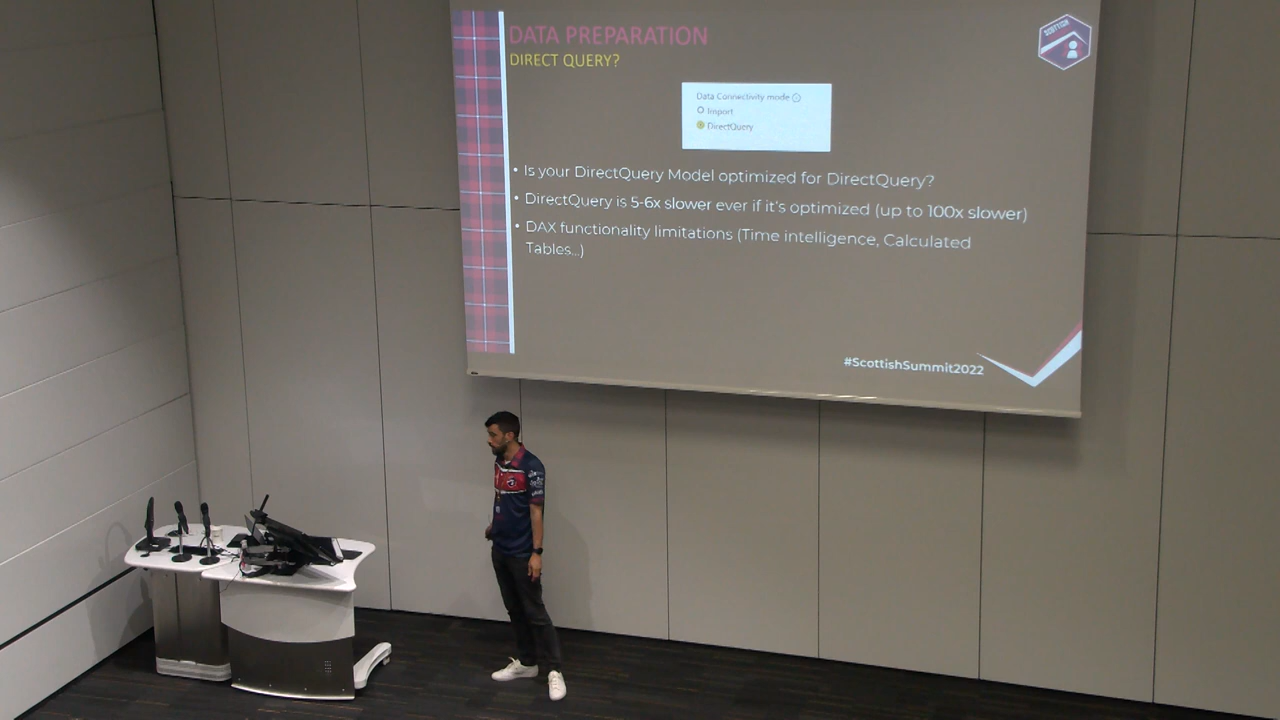 DATA PREPARATION
DIRECT QUERY?
SCOTTISH
Data Connectivity mode
Import
DirectQuery
• Is your DirectQuery Model optimized for DirectQuery?
• DirectQuery is 5-6x slower ever if it's optimized (up to 100x slower)
• DAX functionality limitations (Time intelligence, Calculated
Tables...)
#ScottishSummit2022